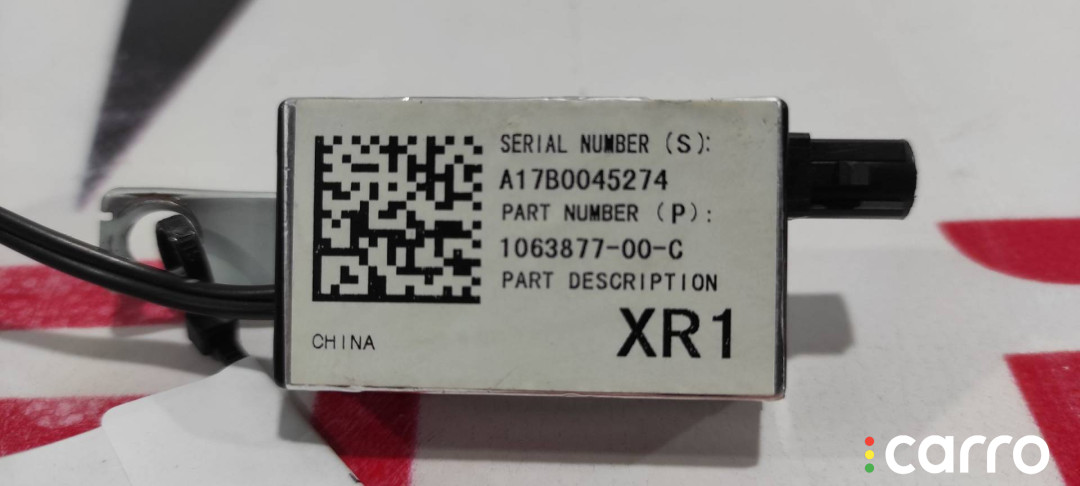 SERIAL NUMBER (S):
A17B0045274
PART NUMBER (P):
1063877-00-C
PART DESCRIPTION
XR1
CHINA
carro